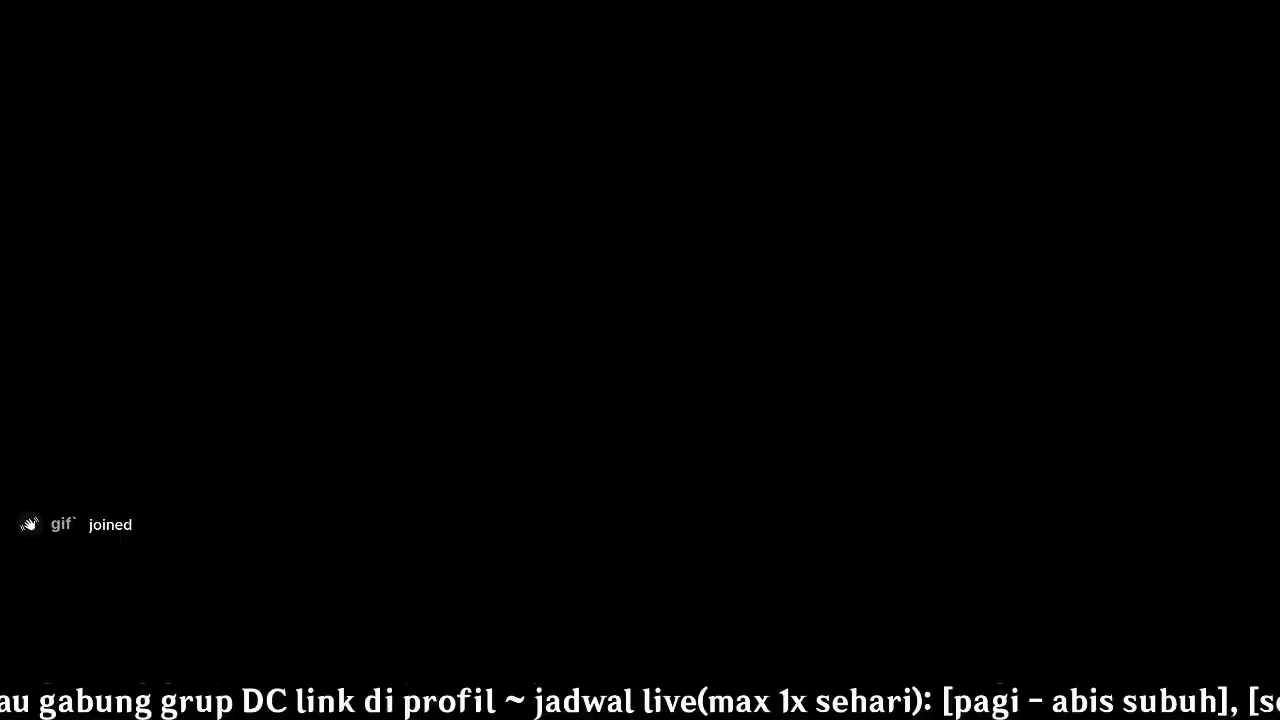 gif` joined
au gabung grup DC link di profil ~ jadwal live(max 1x sehari): [pagi - abis subuh], [s